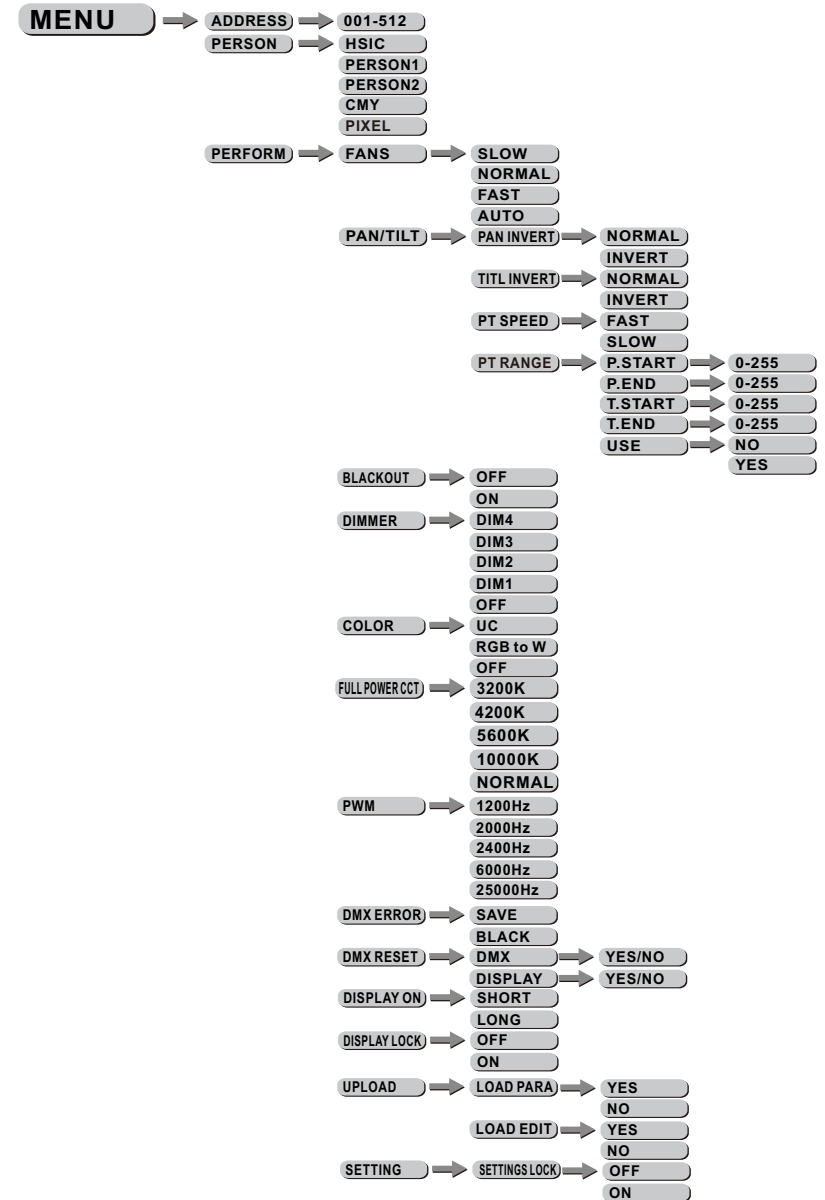 MENU ADDRESS 001-512
PERSON HSIC
PERSON1
PERSON2
CMY
PIXEL
PERFORM FANS SLOW
NORMAL
FAST
AUTO
PAN/TILT PAN INVERT NORMAL
INVERT
TITL INVERT NORMAL
INVERT
PT SPEED FAST
SLOW
PT RANGE P.START 0-255
P.END 0-255
T.START 0-255
T.END 0-255
USE NO
YES
BLACKOUT OFF
ON
DIMMER DIM4
DIM3
DIM2
DIM1
OFF
COLOR UC
RGB to W
OFF
FULL POWER CCT 3200K
4200K
5600K
10000K
NORMAL
PWM 1200Hz
2000Hz
2400Hz
6000Hz
25000Hz
DMX ERROR SAVE
BLACK
DMX RESET DMX YES/NO
DISPLAY YES/NO
DISPLAY ON SHORT
LONG
DISPLAY LOCK OFF
ON
UPLOAD LOAD PARA YES
NO
LOAD EDIT YES
NO
SETTING SETTINGS LOCK OFF
ON